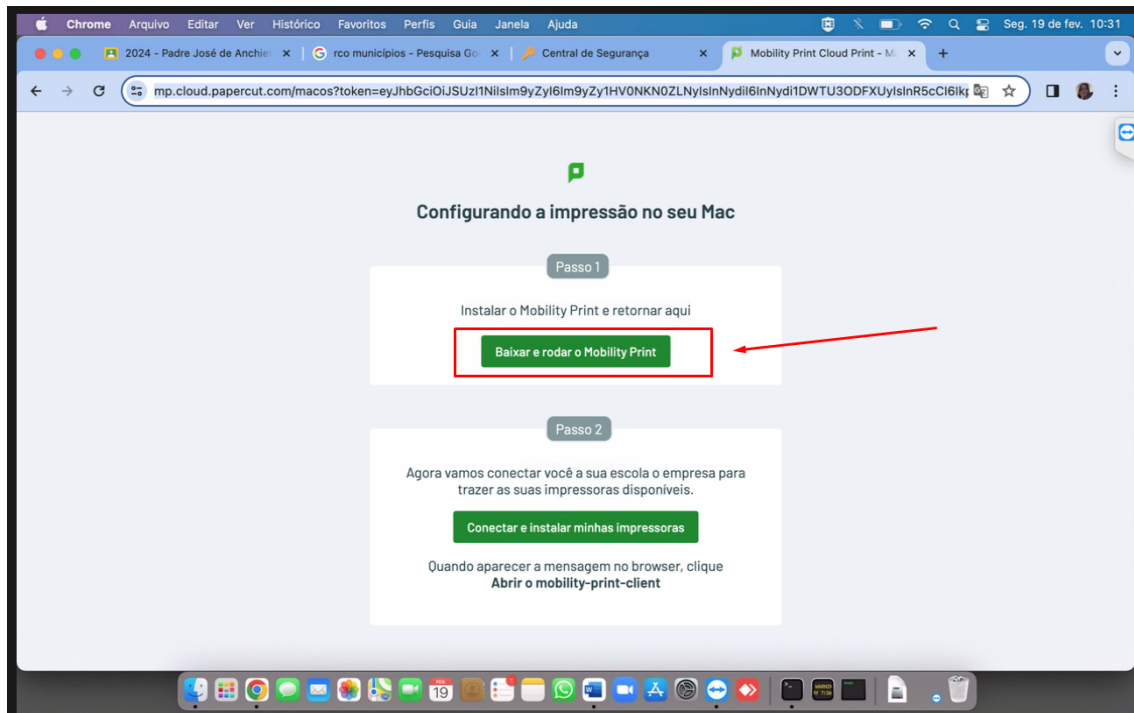 Chrome Arquivo Editar Ver Histórico Favoritos Perfis Guia Janela Ajuda Seg. 19 de fev. 10:31
2024 - Padre José de Anchie rco municípios - Pesquisa Go Central de Segurança Mobility Print Cloud Print - M
mp.cloud.papercut.com/macos?token=
Configurando a impressão no seu Mac
Passo 1
Instalar o Mobility Print e retornar aqui
Baixar e rodar o Mobility Print
Passo 2
Agora vamos conectar você a sua escola o empresa para
trazer as suas impressoras disponíveis.
Conectar e instalar minhas impressoras
Quando aparecer a mensagem no browser, clique
Abrir o mobility-print-client
19